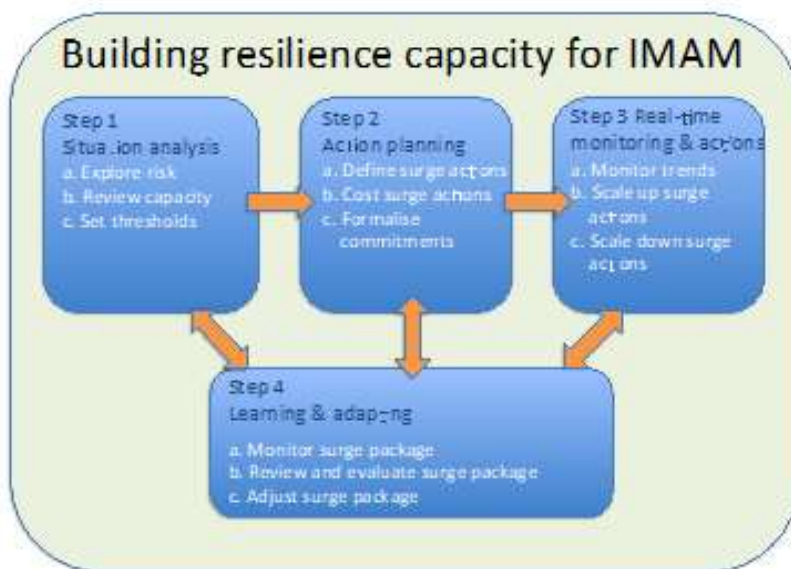 Building resilience capacity for IMAM
Step 1
Situation analysis
a. Explore risk
b. Review capacity
c. Set thresholds
Step 2
Action planning
a. Define surge actions
b. Cost surge actions
c. Formalise
commitments
Step 3 Real-time
monitoring & actions
a. Monitor trends
b. Scale up surge
actions
c. Scale down surge
actions
Step 4
Learning & adapting
a. Monitor surge package
b. Review and evaluate surge package
c. Adjust surge package